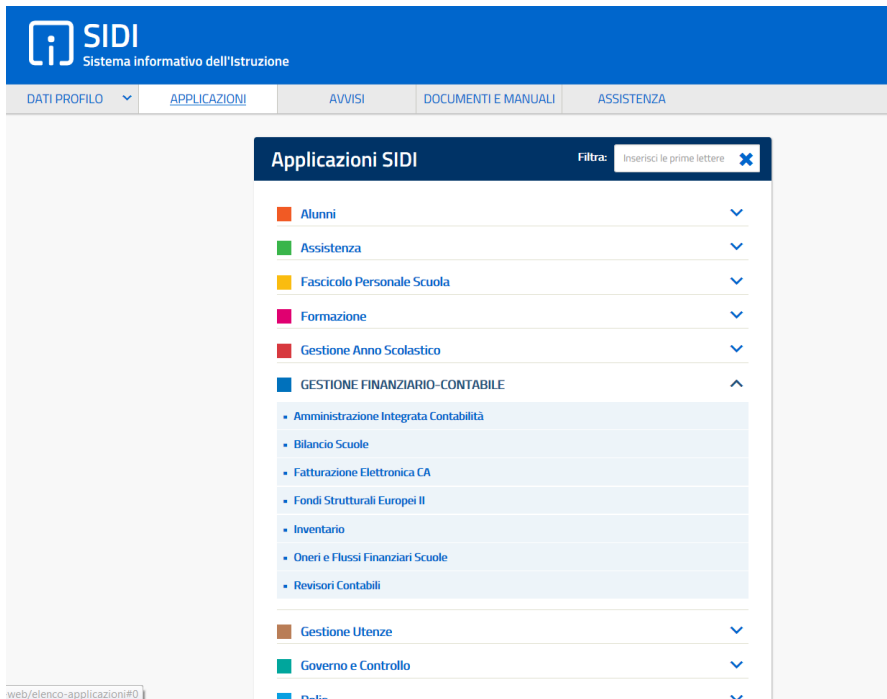 SIDI
Sistema informativo dell'Istruzione
DATI PROFILO APPLICAZIONI AVVISI DOCUMENTI E MANUALI ASSISTENZA
Applicazioni SIDI Filtra: Inserisci le prime lettere
Alunni
Assistenza
Fascicolo Personale Scuola
Formazione
Gestione Anno Scolastico
GESTIONE FINANZIARIO-CONTABILE
Amministrazione Integrata Contabilità
Bilancio Scuole
Fatturazione Elettronica CA
Fondi Strutturali Europei II
Inventario
Oneri e Flussi Finanziari Scuole
Revisori Contabili
Gestione Utenze
Governo e Controllo
web/elenco-applicazioni#0